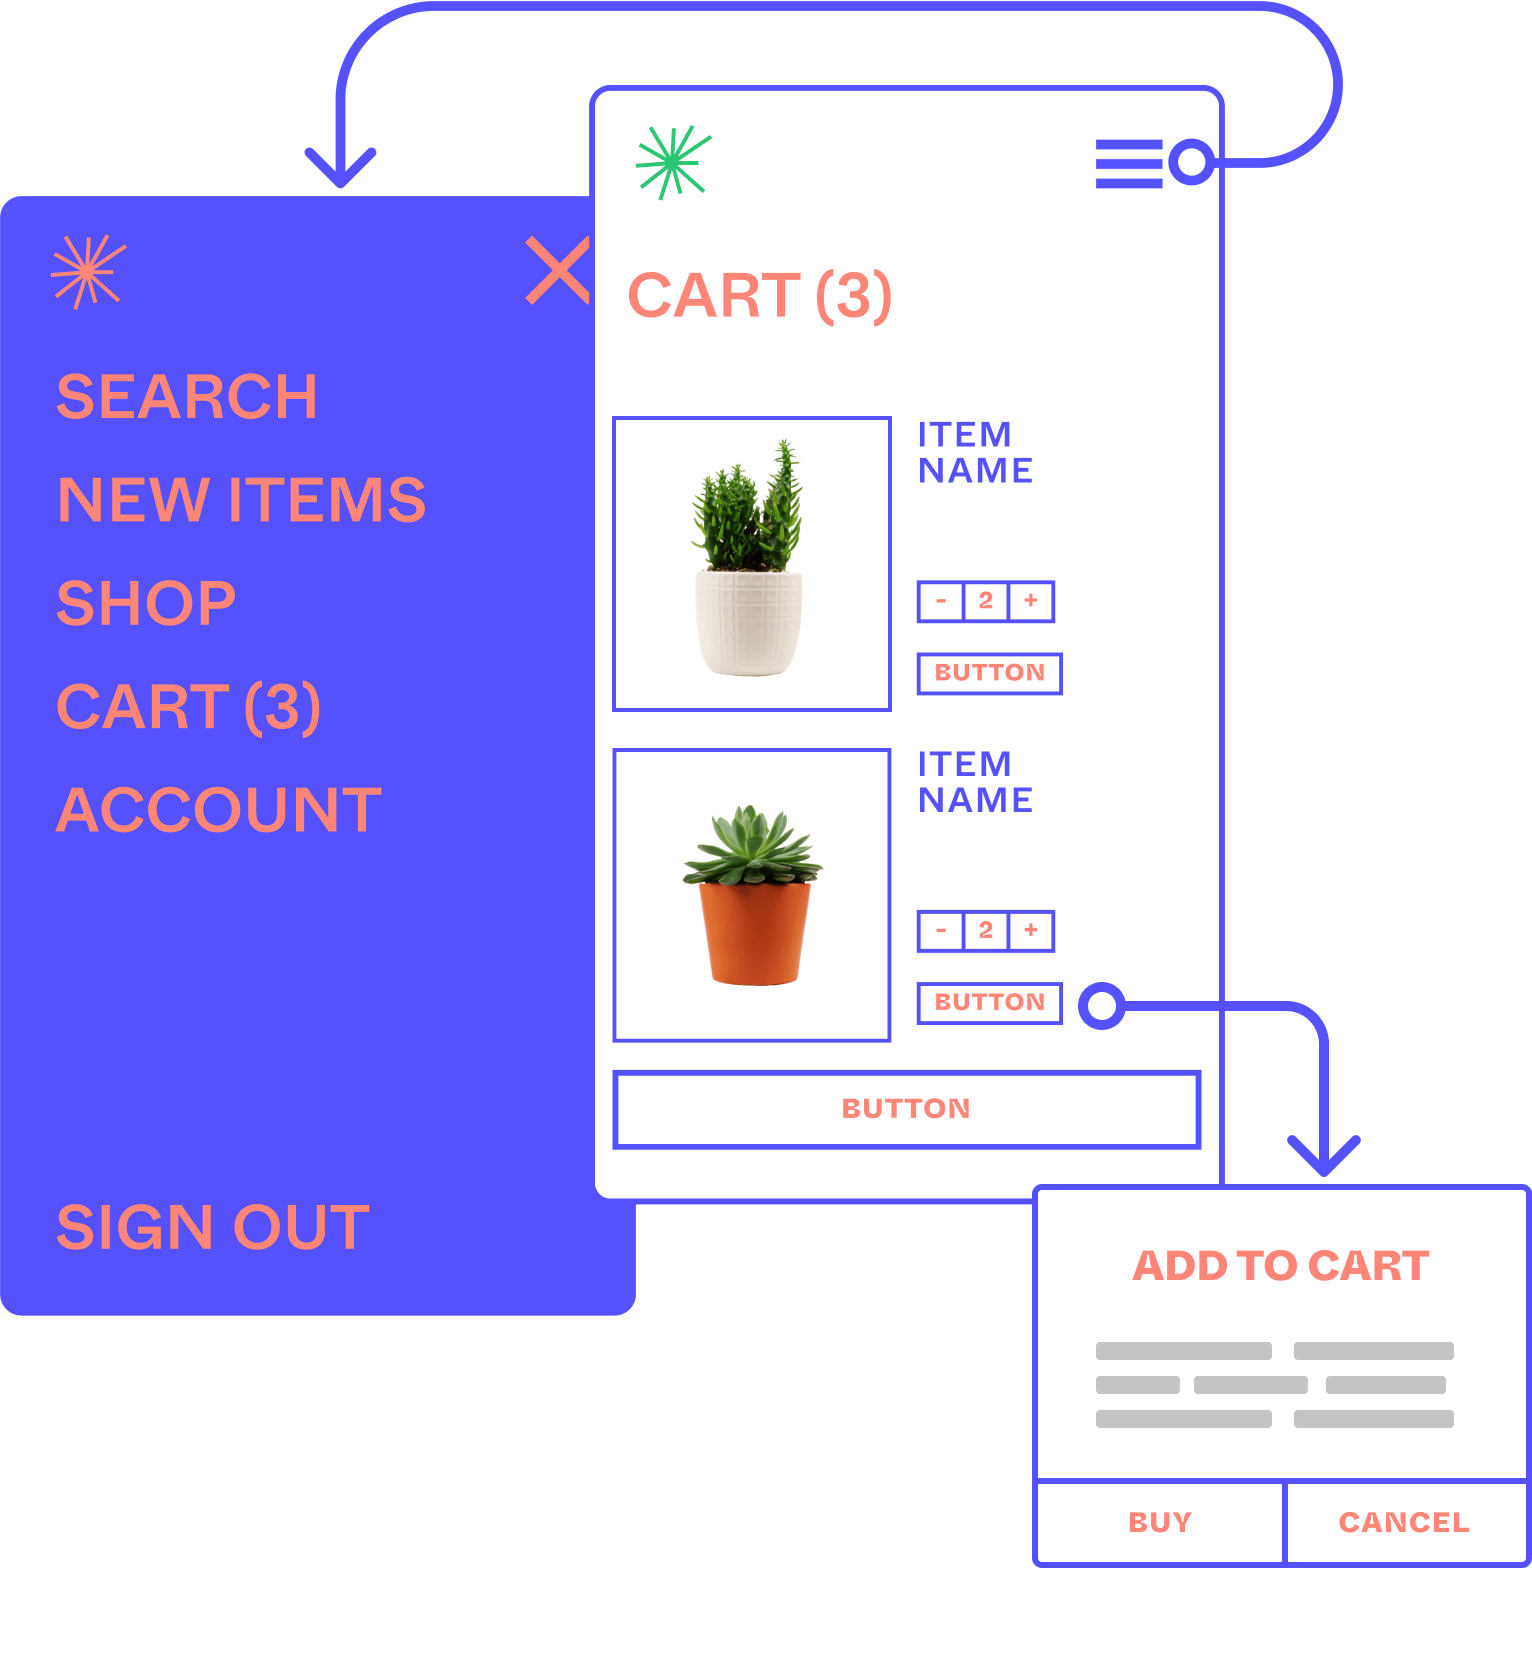 SEARCH
NEW ITEMS
SHOP
CART (3)
ACCOUNT
SIGN OUT
CART (3)
ITEM
NAME
- 2 +
BUTTON
ITEM
NAME
- 2 +
BUTTON
BUTTON
ADD TO CART
BUY
CANCEL